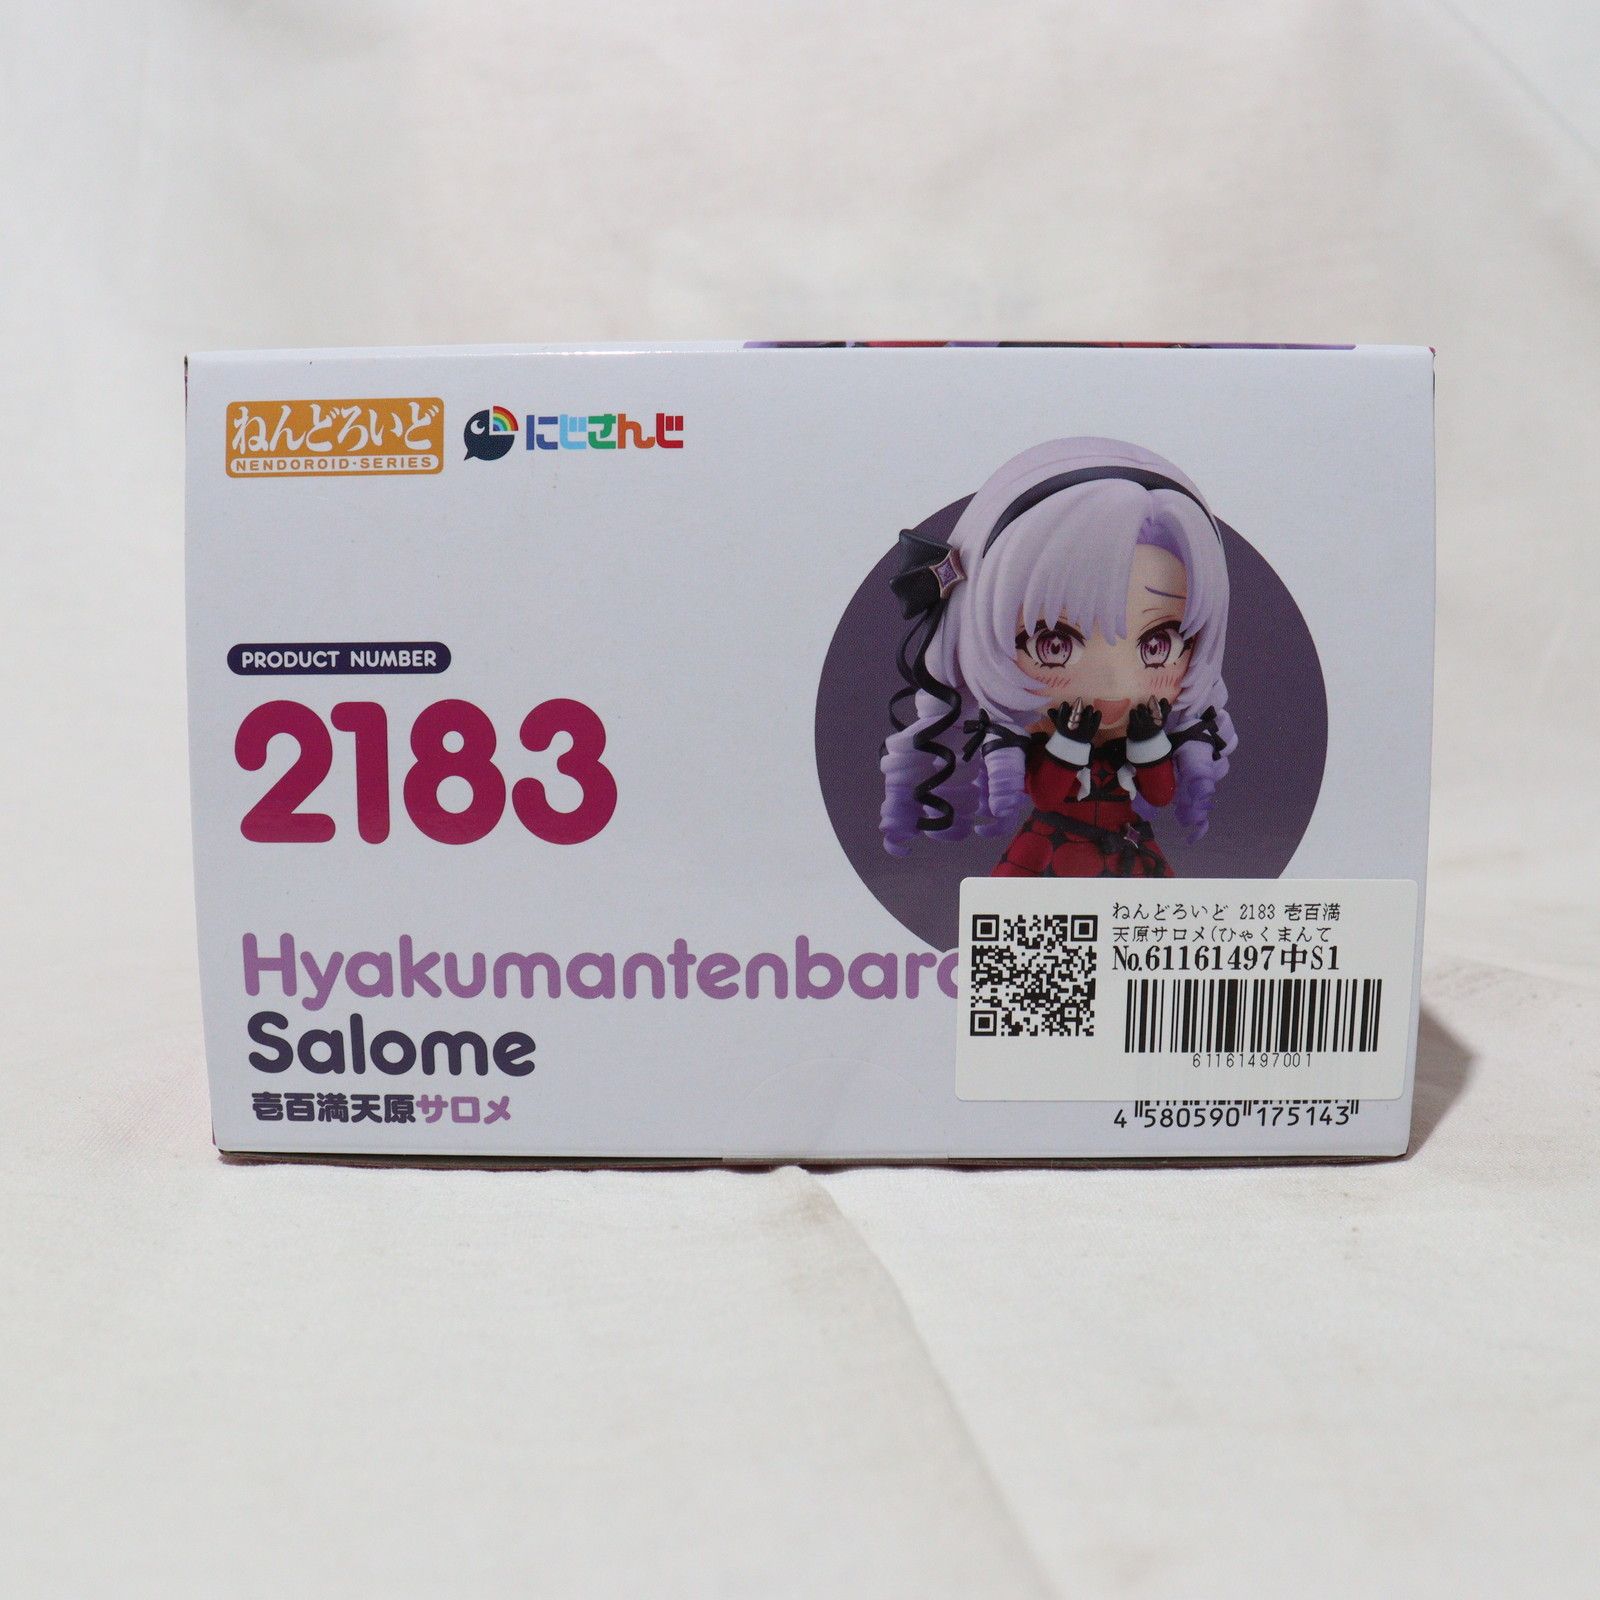 ねんどろいど
NENDOROID·SERIES
にじさんじ
PRODUCT NUMBER
2183
Hyakumantenbara
Salome
壱百満天原サロメ
ねんどろいど 2183 壱百満
天原サロメ(ひゃくまんて
No.61161497中S1
61161497001
4 580590 175143